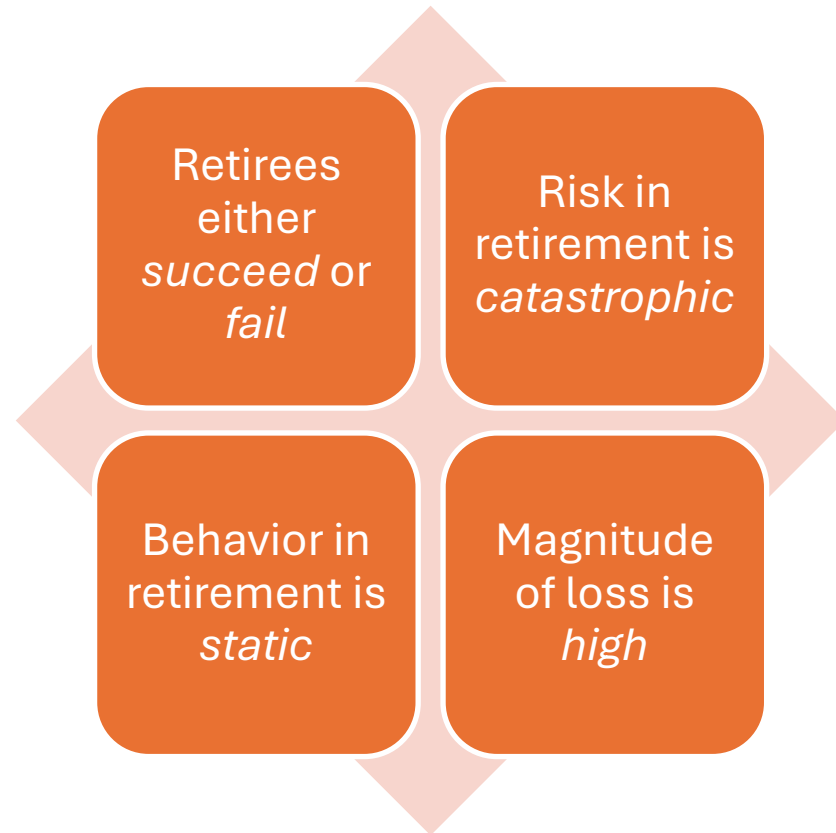 Retirees
either
succeed or
fail
Risk in
retirement is
catastrophic
Behavior in
retirement is
static
Magnitude
of loss is
high